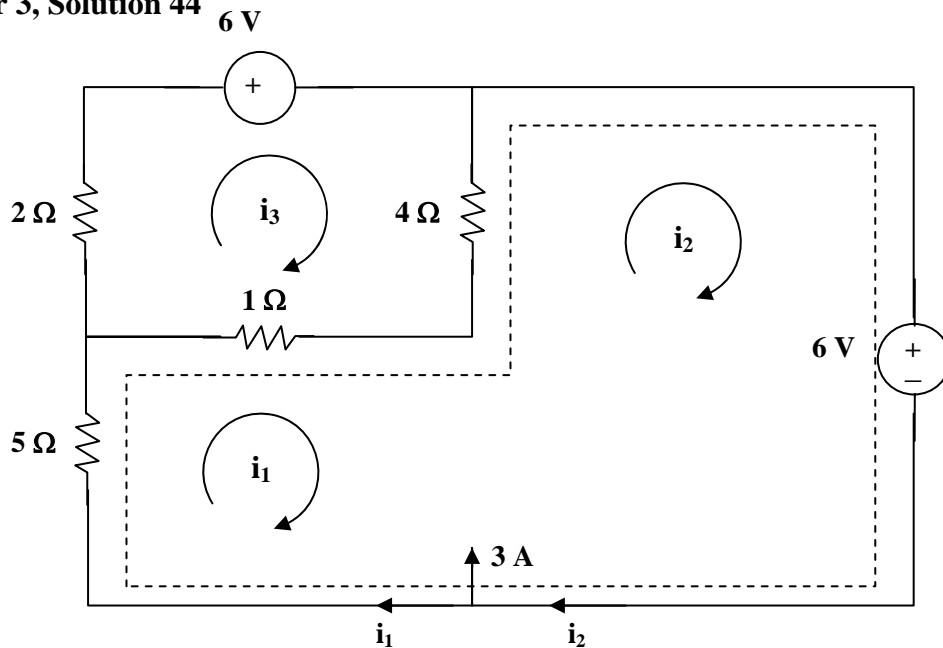 r 3, Solution 44
6 V
+
2 Ω
i3
4 Ω
i2
1 Ω
6 V
+
–
5 Ω
i1
3 A
i1
i2